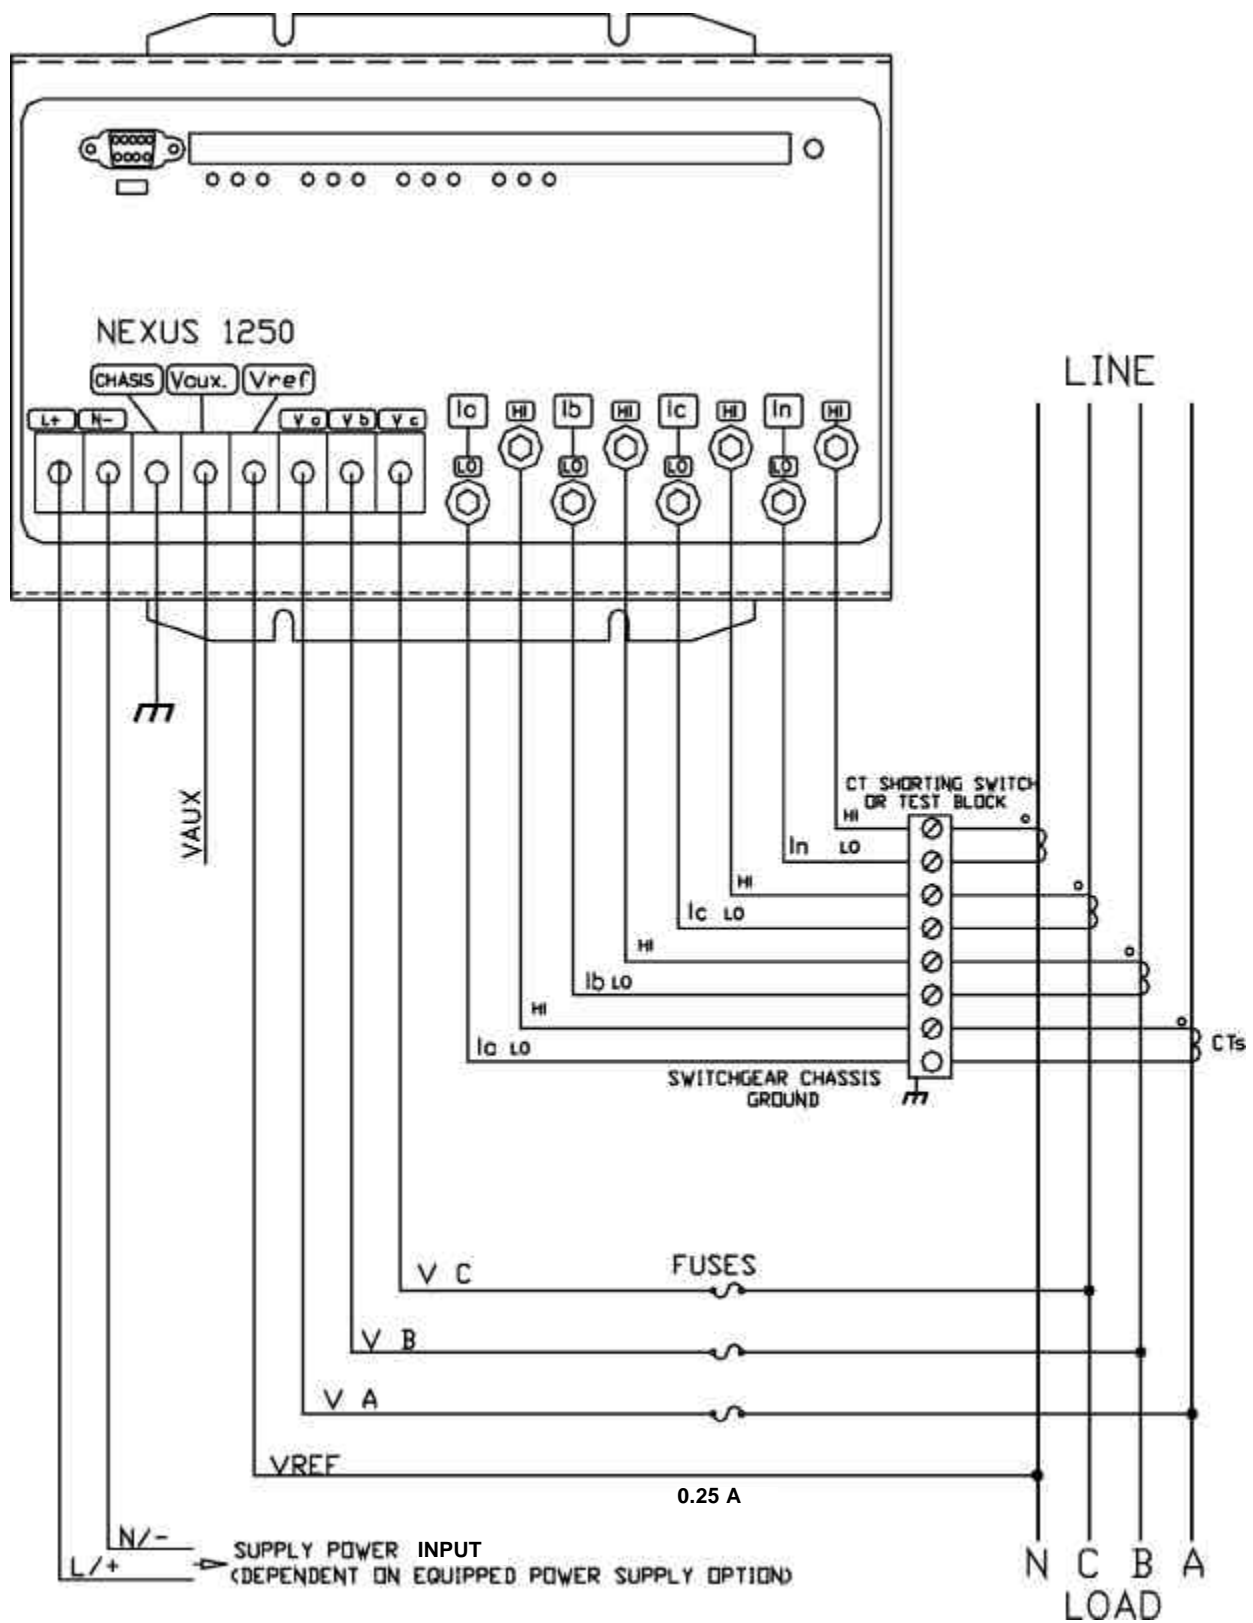 NEXUS 1250
CHASIS Vaux. Vref
L+ N- Va Vb Vc
Ia HI Ib HI Ic HI In HI
LO LO LO LO
LINE
VAUX
CT SHORTING SWITCH
OR TEST BLOCK
HI
In LO
HI
Ic LO
HI
Ib LO
HI
Ia LO
CTs
SWITCHGEAR CHASSIS
GROUND
FUSES
V C
V B
V A
VREF
0.25 A
N/-
L/+
SUPPLY POWER INPUT
(DEPENDENT ON EQUIPPED POWER SUPPLY OPTION)
N C B A
LOAD